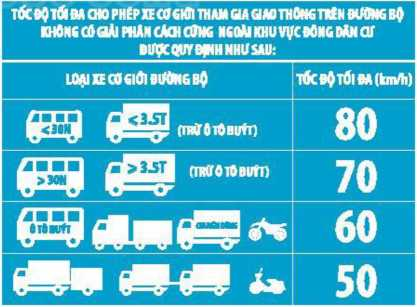 TỐC ĐỘ TỐI ĐA CHO PHÉP XE CƠ GIỚI THAM GIA GIAO THÔNG TRÊN ĐƯỜNG BỘ
KHÔNG CÓ GIẢI PHÂN CÁCH CỨNG NGOÀI KHU VỰC ĐÔNG DÂN CƯ
ĐƯỢC QUY ĐỊNH NHƯ SAU:
LOẠI XE CƠ GIỚI ĐƯỜNG BỘ TỐC ĐỘ TỐI ĐA (km/h)
<30N <3.5T (TRỪ Ô TÔ BUÝT) 80
>30N >3.5T (TRỪ Ô TÔ BUÝT) 70
Ô TÔ BUÝT CHUYÊN DÙNG 60
50